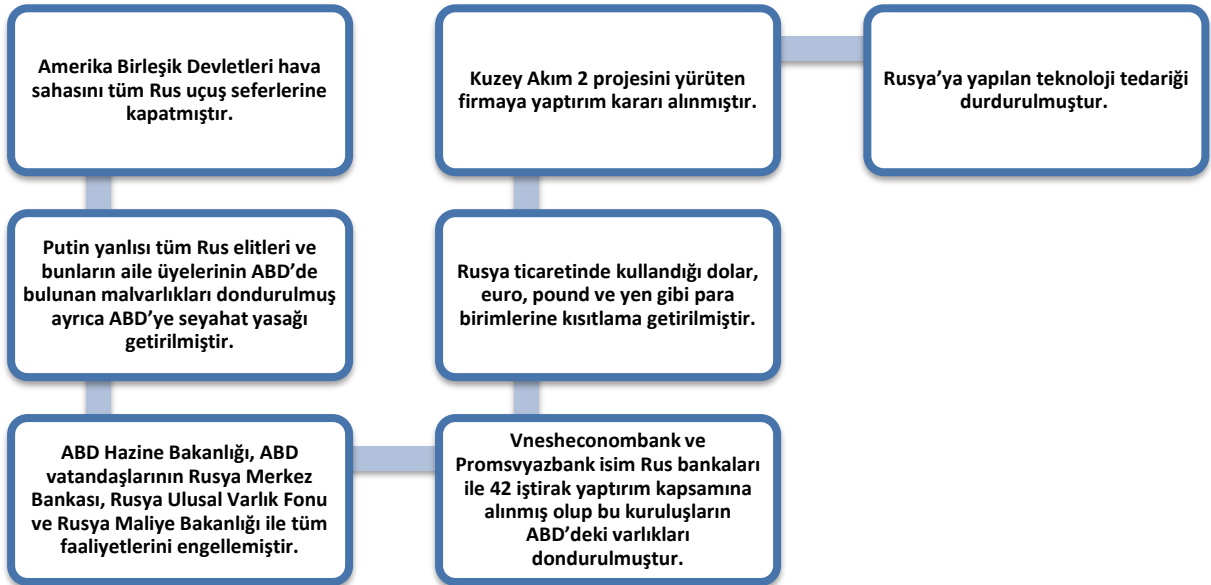 Amerika Birleşik Devletleri hava
sahasını tüm Rus uçuş seferlerine
kapatmıştır.
Putin yanlısı tüm Rus elitleri ve
bunların aile üyelerinin ABD’de
bulunan malvarlıkları dondurulmuş
ayrıca ABD’ye seyahat yasağı
getirilmiştir.
ABD Hazine Bakanlığı, ABD
vatandaşlarının Rusya Merkez
Bankası, Rusya Ulusal Varlık Fonu
ve Rusya Maliye Bakanlığı ile tüm
faaliyetlerini engellemiştir.
Vnesheconombank ve
Promsvyazbank isim Rus bankaları
ile 42 iştirak yaptırım kapsamına
alınmış olup bu kuruluşların
ABD’deki varlıkları
dondurulmuştur.
Rusya ticaretinde kullandığı dolar,
euro, pound ve yen gibi para
birimlerine kısıtlama getirilmiştir.
Kuzey Akım 2 projesini yürüten
firmaya yaptırım kararı alınmıştır.
Rusya’ya yapılan teknoloji tedariği
durdurulmuştur.